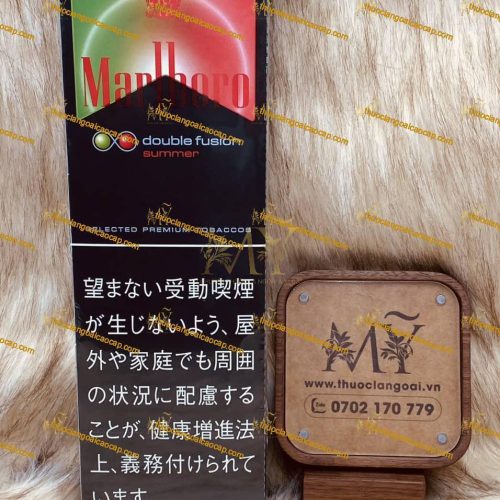 Marlboro
double fusion
summer
SELECTED PREMIUM TOBACCOS
望まない受動喫煙
が生じないよう、屋
外や家庭でも周囲
の状況に配慮する
ことが、健康増進法
上、義務付けられて
います。
MỸ
www.thuoclangoai.vn
0702 170 779
thuoclangoaicaocap.com